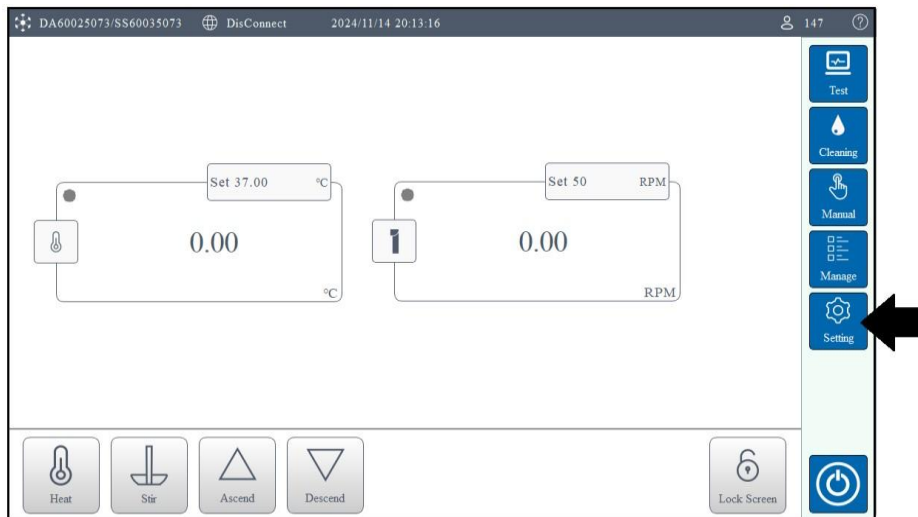 DA60025073/SS60035073 DisConnect 2024/11/14 20:13:16 147
Test
Cleaning
Manual
Manage
Setting
Set 37.00 °C
0.00
°C
Set 50 RPM
0.00
RPM
Heat
Stir
Ascend
Descend
Lock Screen